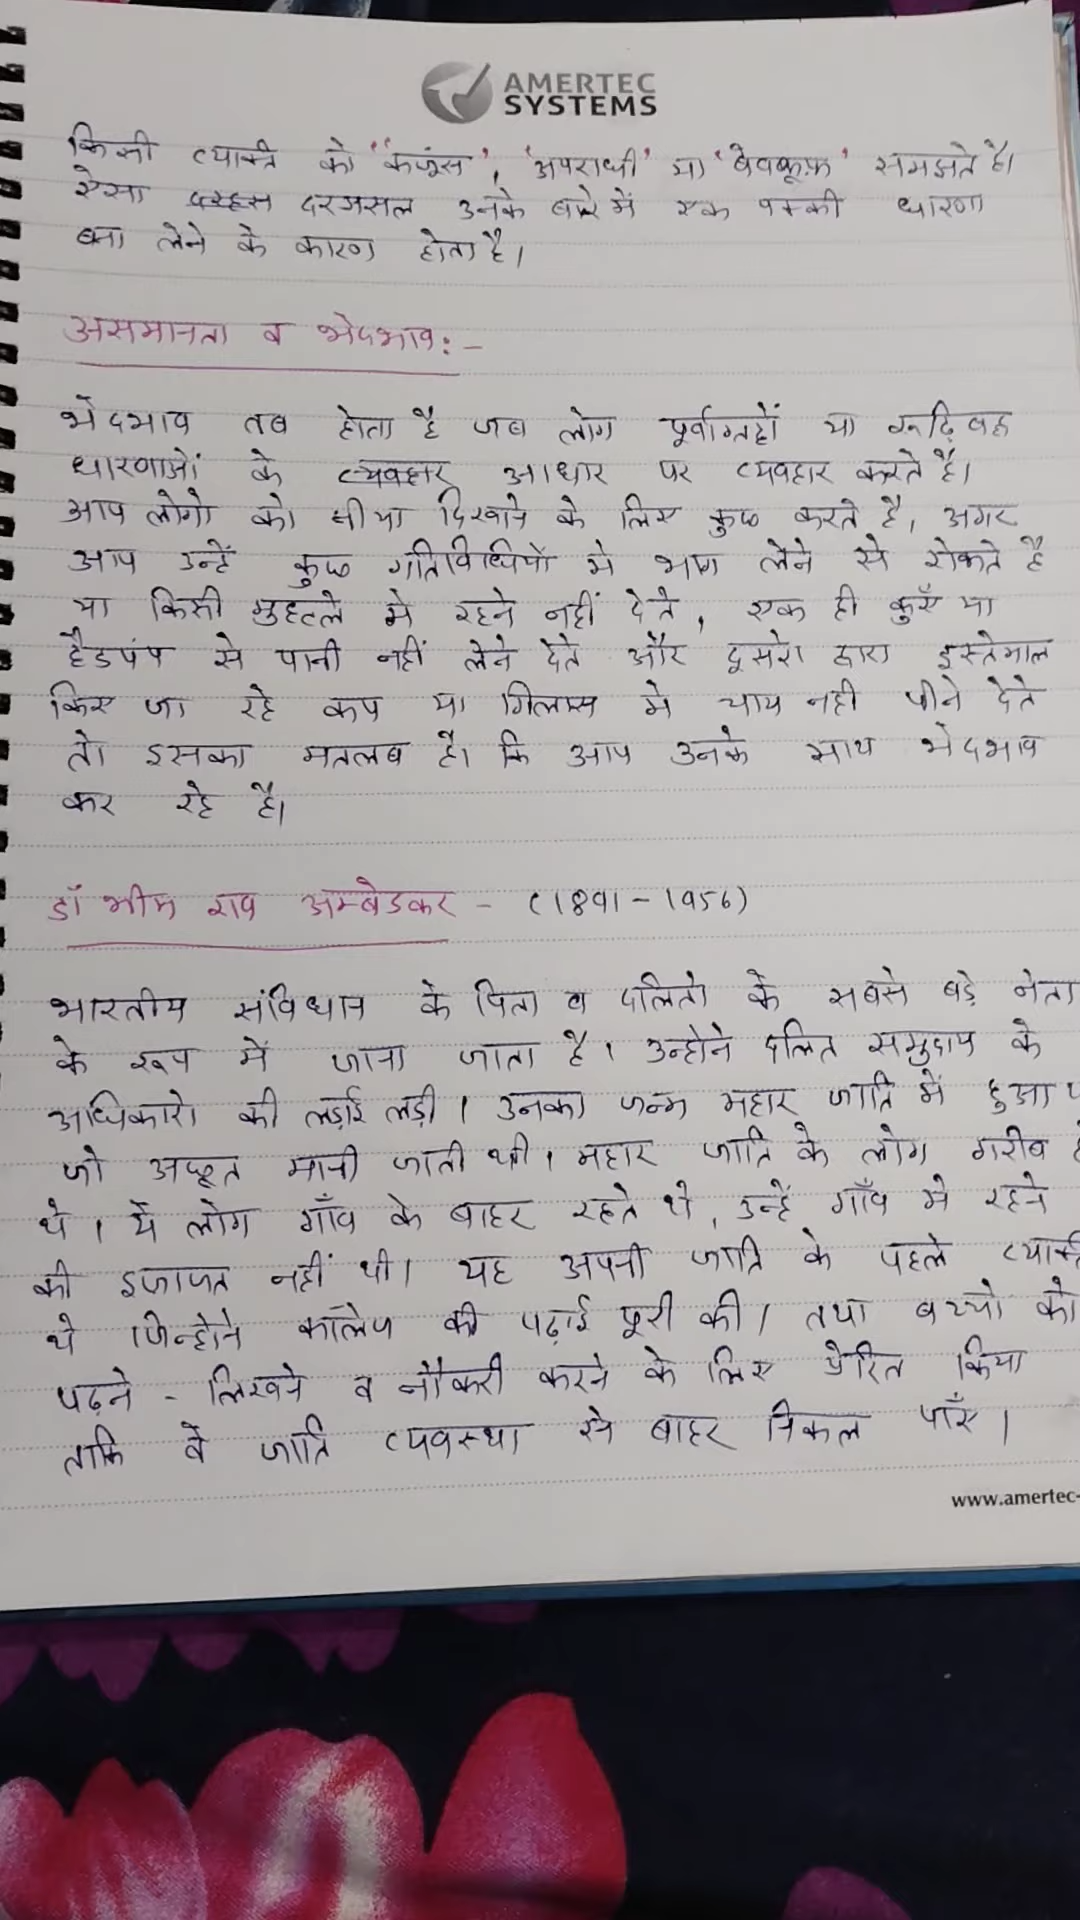 AMERTEC
SYSTEMS
किसी व्यक्ति को "कंजूस', 'अपराधी' या 'बेवकूफ़' समझते है।
ऐसा दरअसल उनके बारे में एक पक्की धारणा
बना लेने के कारण होता है।
असमानता व भेदभाव:-
भेदभाव तब होता है जब लोग पूर्वाग्रहों या रूढ़िबद्ध
धारणाओं के व्यवहार आधार पर व्यवहार करते है।
आप लोगो को नीचा दिखाने के लिए कुछ करते है, अगर
आप उन्हें कुछ गतिविधियों मे भाग लेने से रोकते है
या किसी मुहल्ले मे रहने नहीं देते, एक ही कुएँ या
हैडपंप से पानी नहीं लेने देते और दूसरो द्वारा इस्तेमाल
किए जा रहे कप या गिलास मे चाय नही पीने देते
तो इसका मतलब है। कि आप उनके साथ भेदभाव
कर रहे है।
डॉ भीम राव अम्बेडकर - (1891-1956)
भारतीय संविधान के पिता व दलितो के सबसे बड़े नेता
के रूप में जाना जाता है। उन्होने दलित समुदाय के
अधिकारो की लड़ाई लड़ी। उनका जन्म महार जाति में हुआ
जो अछूत मानी जाती थी। महार जाति के लोग गरीब
थे। ये लोग गाँव के बाहर रहते थे, उन्हें गाँव मे रहने
की इजाजत नहीं थी। यह अपनी जाति के पहले व्यक्ति
थे जिन्होने कॉलेज की पढ़ाई पूरी की। तथा बच्चो को
पढ़ने - लिखने व नौकरी करने के लिए प्रेरित किया
ताकि वे जाति व्यवस्था से बाहर निकल पाँए।
www.amertec-